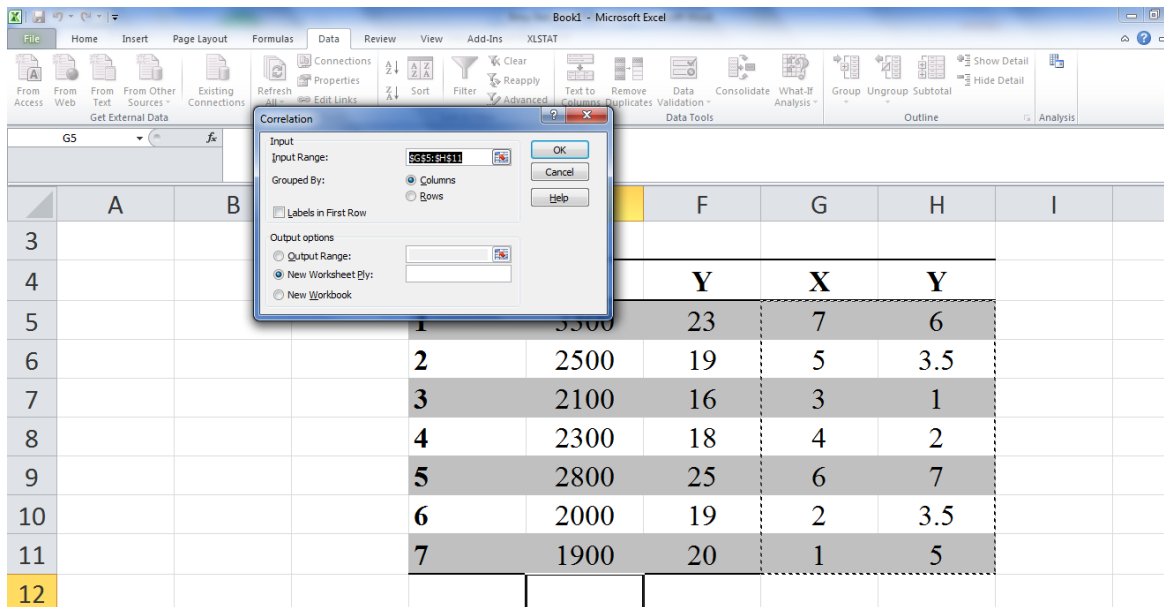 Book1 - Microsoft Excel
File Home Insert Page Layout Formulas Data Review View Add-Ins XLSTAT
From Access
From Web
From Text
From Other Sources
Existing Connections
Get External Data
Refresh All
Connections
Properties
Edit Links
Sort
Filter
Clear
Reapply
Advanced
Text to Columns
Remove Duplicates
Data Validation
Consolidate
What-If Analysis
Data Tools
Group
Ungroup
Subtotal
Show Detail
Hide Detail
Outline
Analysis
G5 fx
Correlation
Input
Input Range: $G$5:$H$11
Grouped By: Columns
Rows
Labels in First Row
Output options
Output Range:
New Worksheet Ply:
New Workbook
OK
Cancel
Help
A B F G H I
3
4 Y X Y
5 1 3300 23 7 6
6 2 2500 19 5 3.5
7 3 2100 16 3 1
8 4 2300 18 4 2
9 5 2800 25 6 7
10 6 2000 19 2 3.5
11 7 1900 20 1 5
12